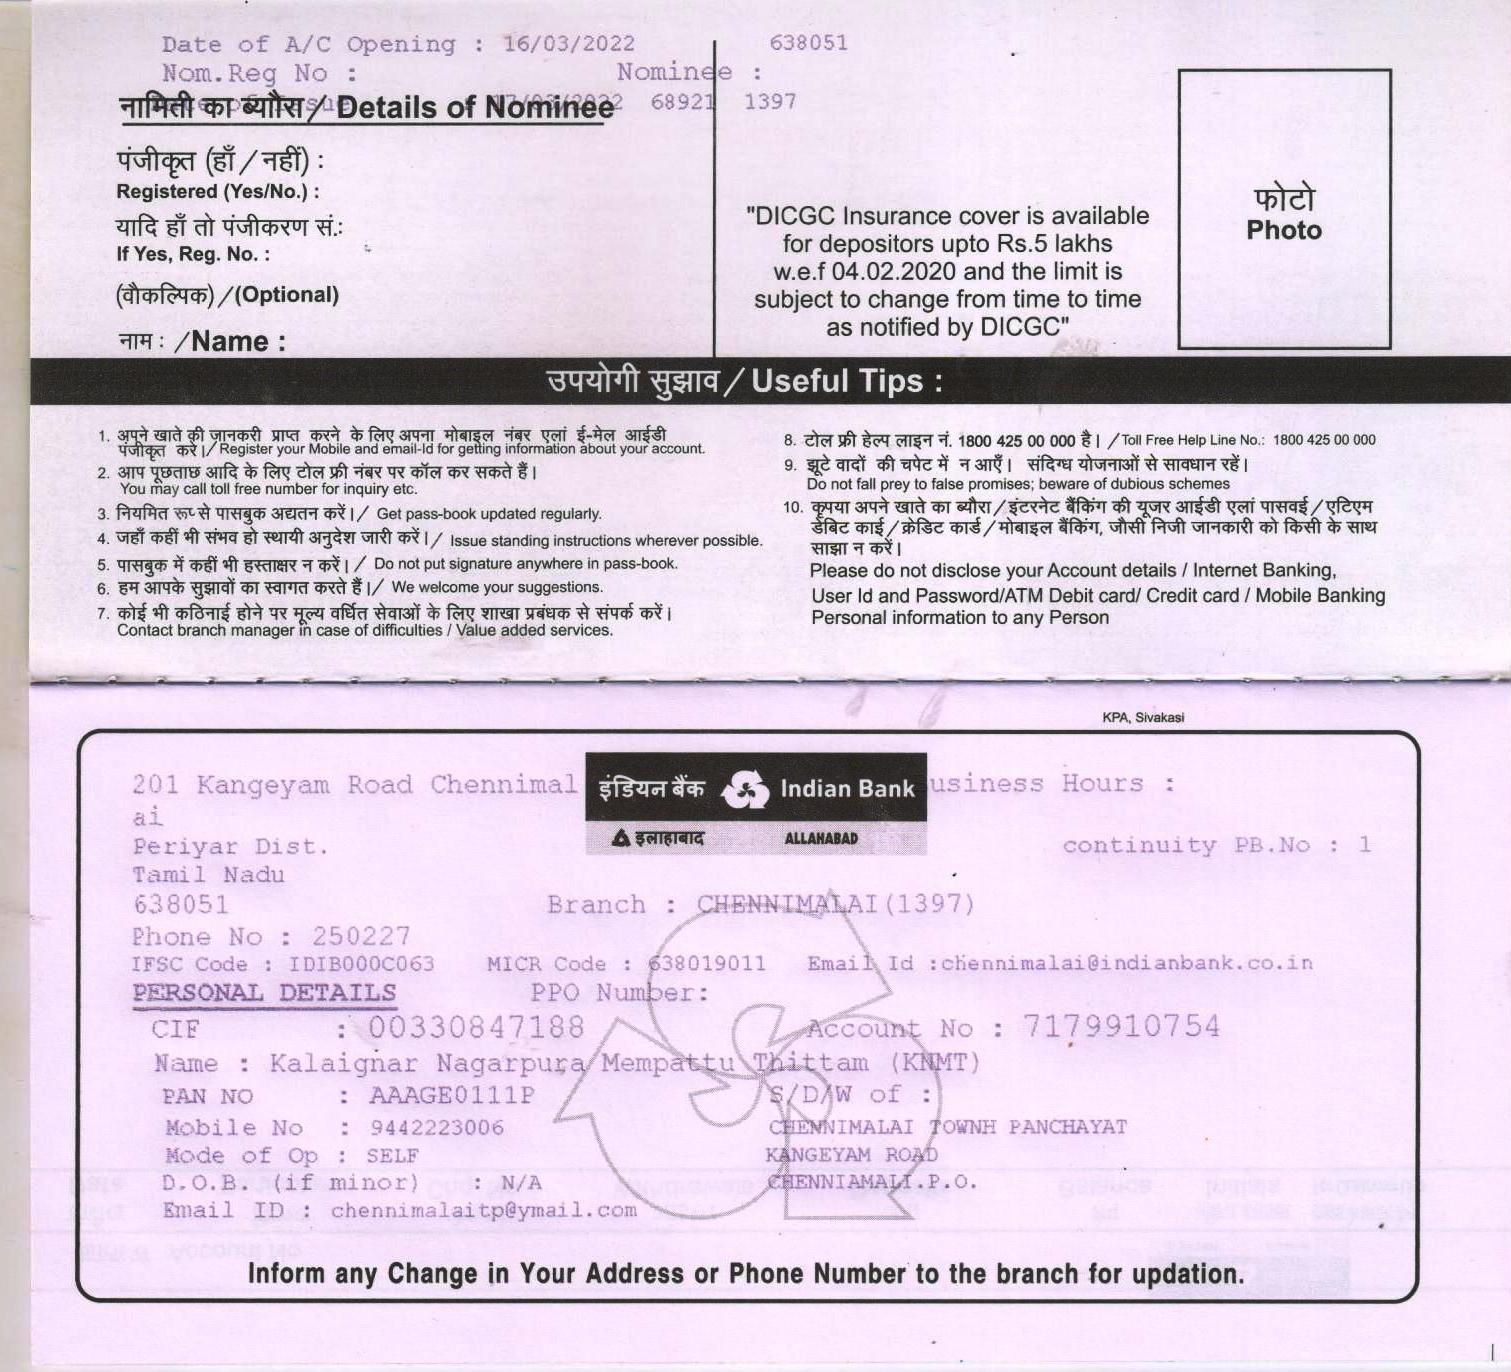 Date of A/C Opening : 16/03/2022 638051
Nom.Reg No : Nominee :
Date of Issue : 17/03/2022 68921 1397
नामिती का ब्यौरा/ Details of Nominee
पंजीकृत (हाँ/नहीं) :
Registered (Yes/No.) :
यादि हाँ तो पंजीकरण सं.:
If Yes, Reg. No. :
(वौकल्पिक)/(Optional)
नाम : /Name :
"DICGC Insurance cover is available
for depositors upto Rs.5 lakhs
w.e.f 04.02.2020 and the limit is
subject to change from time to time
as notified by DICGC"
फोटो
Photo
उपयोगी सुझाव/ Useful Tips :
1. अपने खाते की जानकरी प्राप्त करने के लिए अपना मोबाइल नंबर एलां ई-मेल आईडी
पंजीकृत करें।/ Register your Mobile and email-Id for getting information about your account.
2. आप पूछताछ आदि के लिए टोल फ्री नंबर पर कॉल कर सकते हैं।
You may call toll free number for inquiry etc.
3. नियमित रूप से पासबुक अद्यतन करें।/ Get pass-book updated regularly.
4. जहाँ कहीं भी संभव हो स्थायी अनुदेश जारी करें।/ Issue standing instructions wherever possible.
5. पासबुक में कहीं भी हस्ताक्षर न करें।/ Do not put signature anywhere in pass-book.
6. हम आपके सुझावों का स्वागत करते हैं।/ We welcome your suggestions.
7. कोई भी कठिनाई होने पर मूल्य वर्धित सेवाओं के लिए शाखा प्रबंधक से संपर्क करें।
Contact branch manager in case of difficulties / Value added services.
8. टोल फ्री हेल्प लाइन नं. 1800 425 00 000 है। /Toll Free Help Line No.: 1800 425 00 000
9. झूटे वादों की चपेट में न आएँ। संदिग्ध योजनाओं से सावधान रहें।
Do not fall prey to false promises; beware of dubious schemes
10. कृपया अपने खाते का ब्यौरा/इंटरनेट बैंकिंग की यूजर आईडी एलां पासवर्ड/एटिएम
डेबिट कार्ड/क्रेडिट कार्ड/मोबाइल बैंकिंग, जौसी निजी जानकारी को किसी के साथ
साझा न करें।
Please do not disclose your Account details / Internet Banking,
User Id and Password/ATM Debit card/ Credit card / Mobile Banking
Personal information to any Person
KPA, Sivakasi
201 Kangeyam Road Chennimal इंडियन बैंक Indian Bank usiness Hours :
ai
इलाहाबाद ALLAHABAD
Periyar Dist. continuity PB.No : 1
Tamil Nadu
638051 Branch : CHENNIMALAI(1397)
Phone No : 250227
IFSC Code : IDIB000C063 MICR Code : 638019011 Email Id :chennimalai@indianbank.co.in
PERSONAL DETAILS PPO Number:
CIF : 00330847188 Account No : 7179910754
Name : Kalaignar Nagarpura Mempattu Thittam (KNMT)
PAN NO : AAAGE0111P S/D/W of :
Mobile No : 9442223006 CHENNIMALAI TOWNH PANCHAYAT
Mode of Op : SELF KANGEYAM ROAD
D.O.B. (if minor) : N/A CHENNIAMALI.P.O.
Email ID : chennimalaitp@ymail.com
Inform any Change in Your Address or Phone Number to the branch for updation.
1